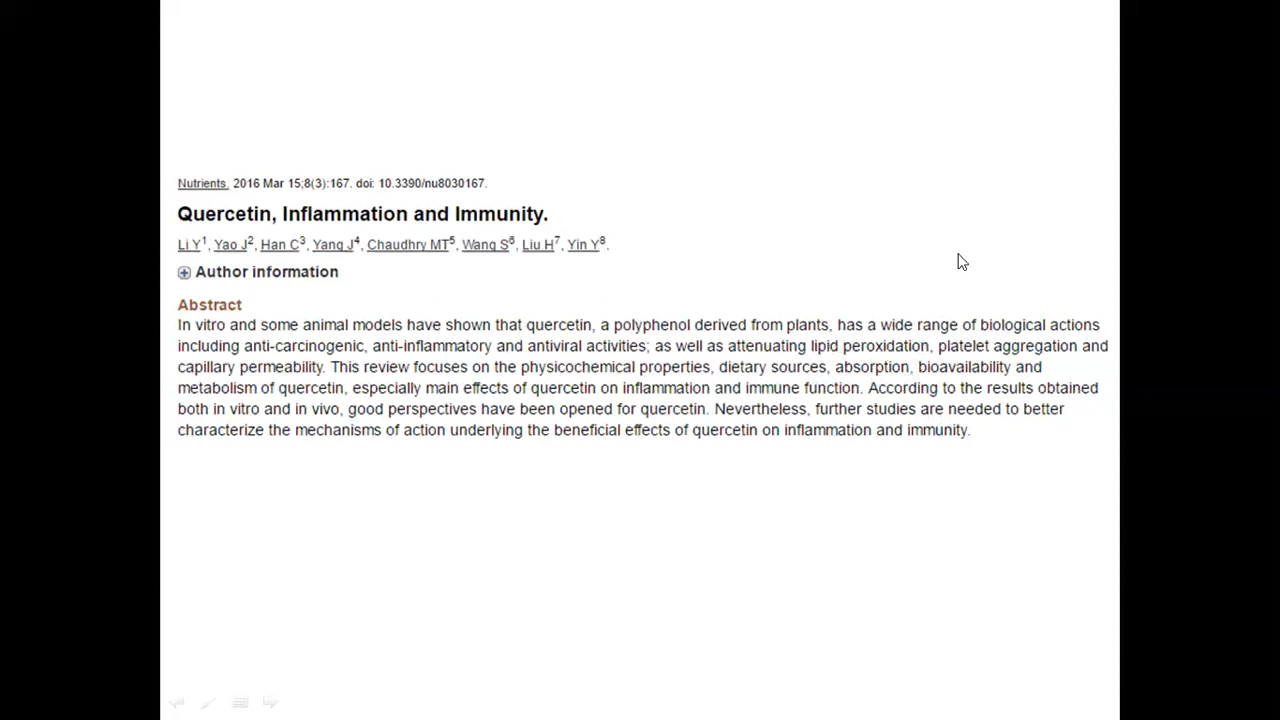 Nutrients. 2016 Mar 15;8(3):167. doi: 10.3390/nu8030167.
Quercetin, Inflammation and Immunity.
Li Y1, Yao J2, Han C3, Yang J4, Chaudhry MT5, Wang S6, Liu H7, Yin Y8.
Author information
Abstract
In vitro and some animal models have shown that quercetin, a polyphenol derived from plants, has a wide range of biological actions
including anti-carcinogenic, anti-inflammatory and antiviral activities; as well as attenuating lipid peroxidation, platelet aggregation and
capillary permeability. This review focuses on the physicochemical properties, dietary sources, absorption, bioavailability and
metabolism of quercetin, especially main effects of quercetin on inflammation and immune function. According to the results obtained
both in vitro and in vivo, good perspectives have been opened for quercetin. Nevertheless, further studies are needed to better
characterize the mechanisms of action underlying the beneficial effects of quercetin on inflammation and immunity.